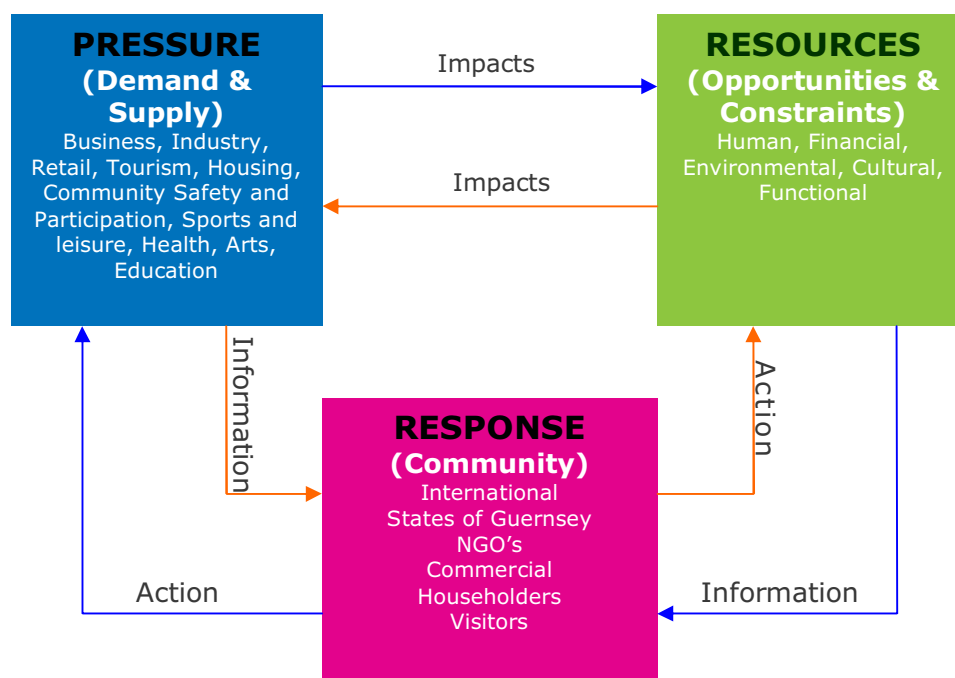 PRESSURE
(Demand &
Supply)
Business, Industry,
Retail, Tourism, Housing,
Community Safety and
Participation, Sports and
leisure, Health, Arts,
Education
Impacts
Impacts
RESOURCES
(Opportunities &
Constraints)
Human, Financial,
Environmental, Cultural,
Functional
Information
Action
RESPONSE
(Community)
International
States of Guernsey
NGO’s
Commercial
Householders
Visitors
Action
Information